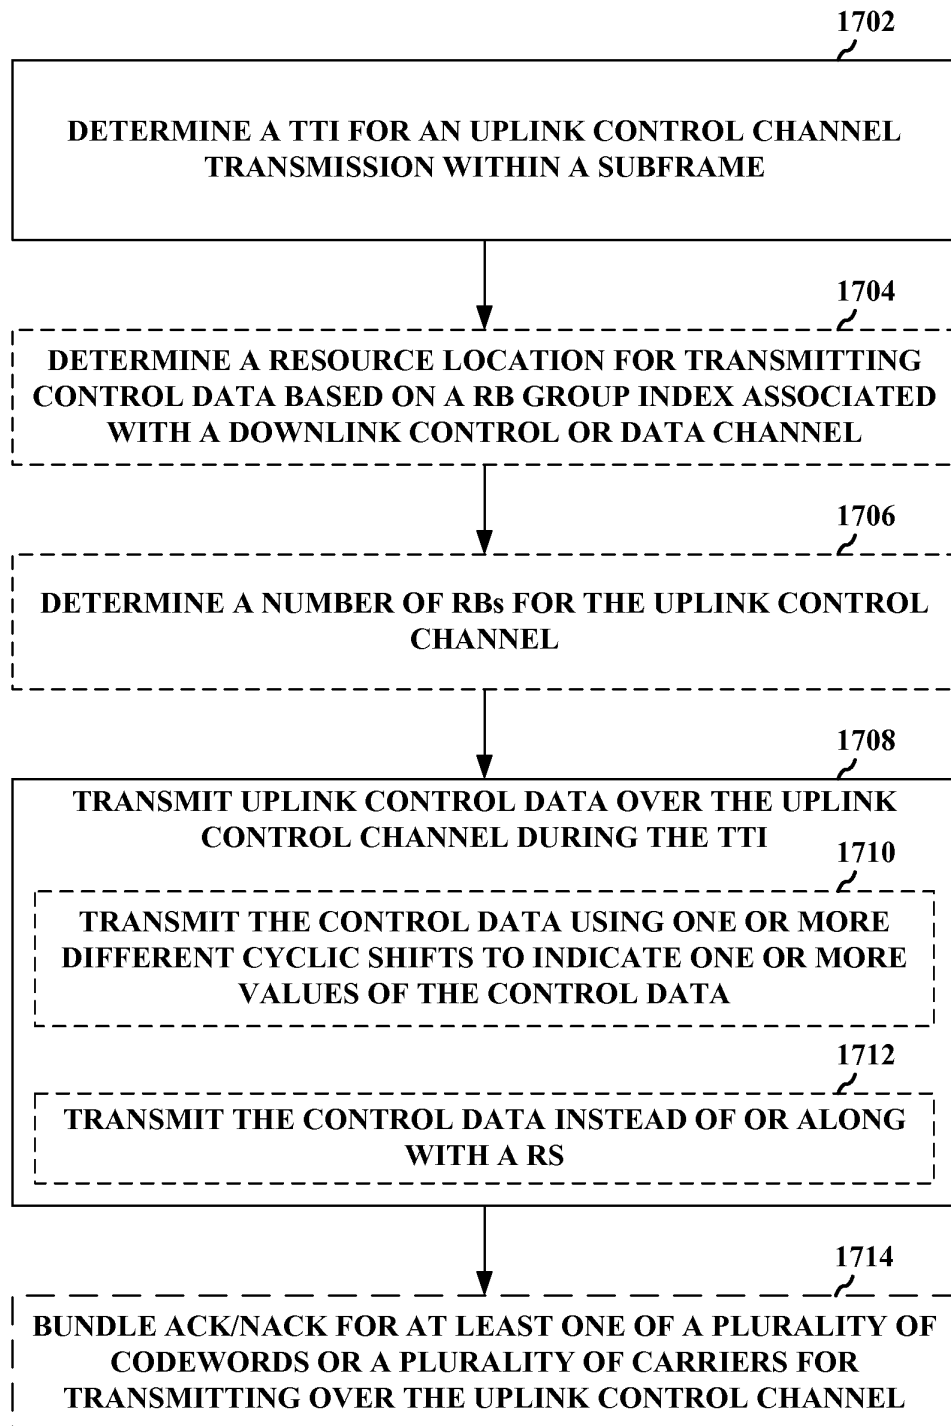 1702
DETERMINE A TTI FOR AN UPLINK CONTROL CHANNEL
TRANSMISSION WITHIN A SUBFRAME
1704
DETERMINE A RESOURCE LOCATION FOR TRANSMITTING
CONTROL DATA BASED ON A RB GROUP INDEX ASSOCIATED
WITH A DOWNLINK CONTROL OR DATA CHANNEL
1706
DETERMINE A NUMBER OF RBs FOR THE UPLINK CONTROL
CHANNEL
1708
TRANSMIT UPLINK CONTROL DATA OVER THE UPLINK
CONTROL CHANNEL DURING THE TTI
1710
TRANSMIT THE CONTROL DATA USING ONE OR MORE
DIFFERENT CYCLIC SHIFTS TO INDICATE ONE OR MORE
VALUES OF THE CONTROL DATA
1712
TRANSMIT THE CONTROL DATA INSTEAD OF OR ALONG
WITH A RS
1714
BUNDLE ACK/NACK FOR AT LEAST ONE OF A PLURALITY OF
CODEWORDS OR A PLURALITY OF CARRIERS FOR
TRANSMITTING OVER THE UPLINK CONTROL CHANNEL